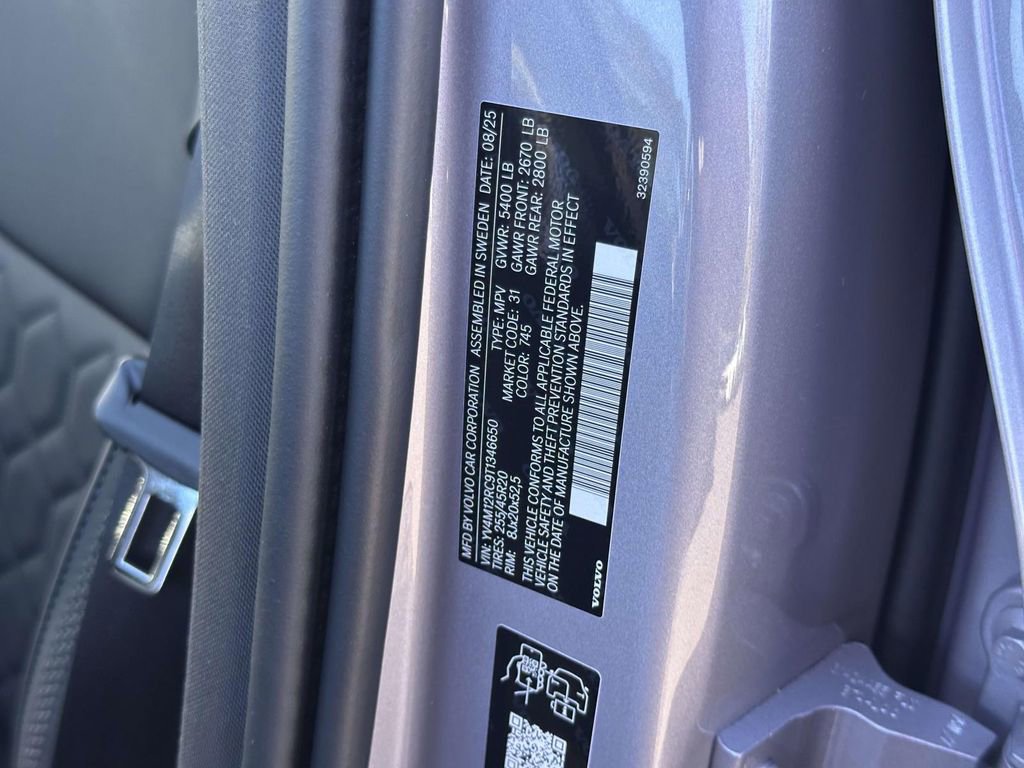 MFD BY VOLVO CAR CORPORATION ASSEMBLED IN SWEDEN DATE: 08/25
VIN: YV4M12RC9T1346650 TYPE: MPV GVWR: 5400 LB
TIRES: 255/45R20 MARKET CODE: 31 GAWR FRONT: 2670 LB
RIM: 8Jx20x52,5 COLOR: 745 GAWR REAR: 2800 LB
THIS VEHICLE CONFORMS TO ALL APPLICABLE FEDERAL MOTOR
VEHICLE SAFETY AND THEFT PREVENTION STANDARDS IN EFFECT
ON THE DATE OF MANUFACTURE SHOWN ABOVE.
VOLVO
32390594